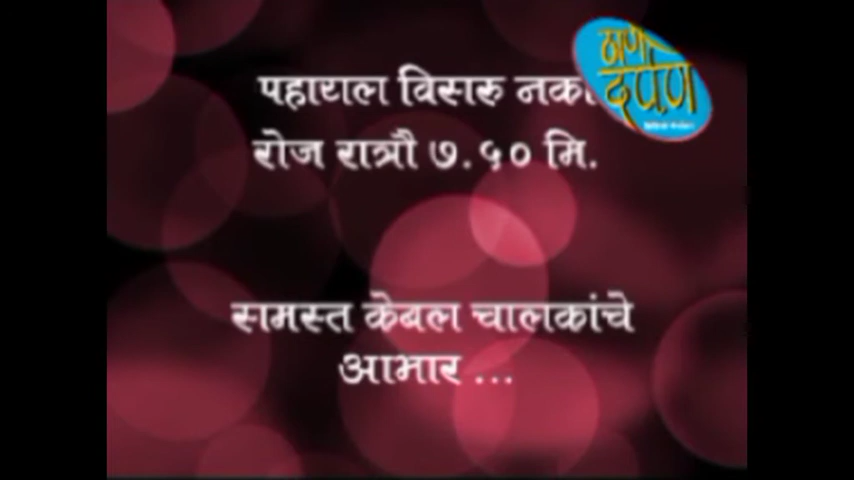 पहायल विसरु नका
रोज रात्रौ ७.५० मि.
समस्त केबल चालकांचे
आभार ...
ठाणे
दर्पण